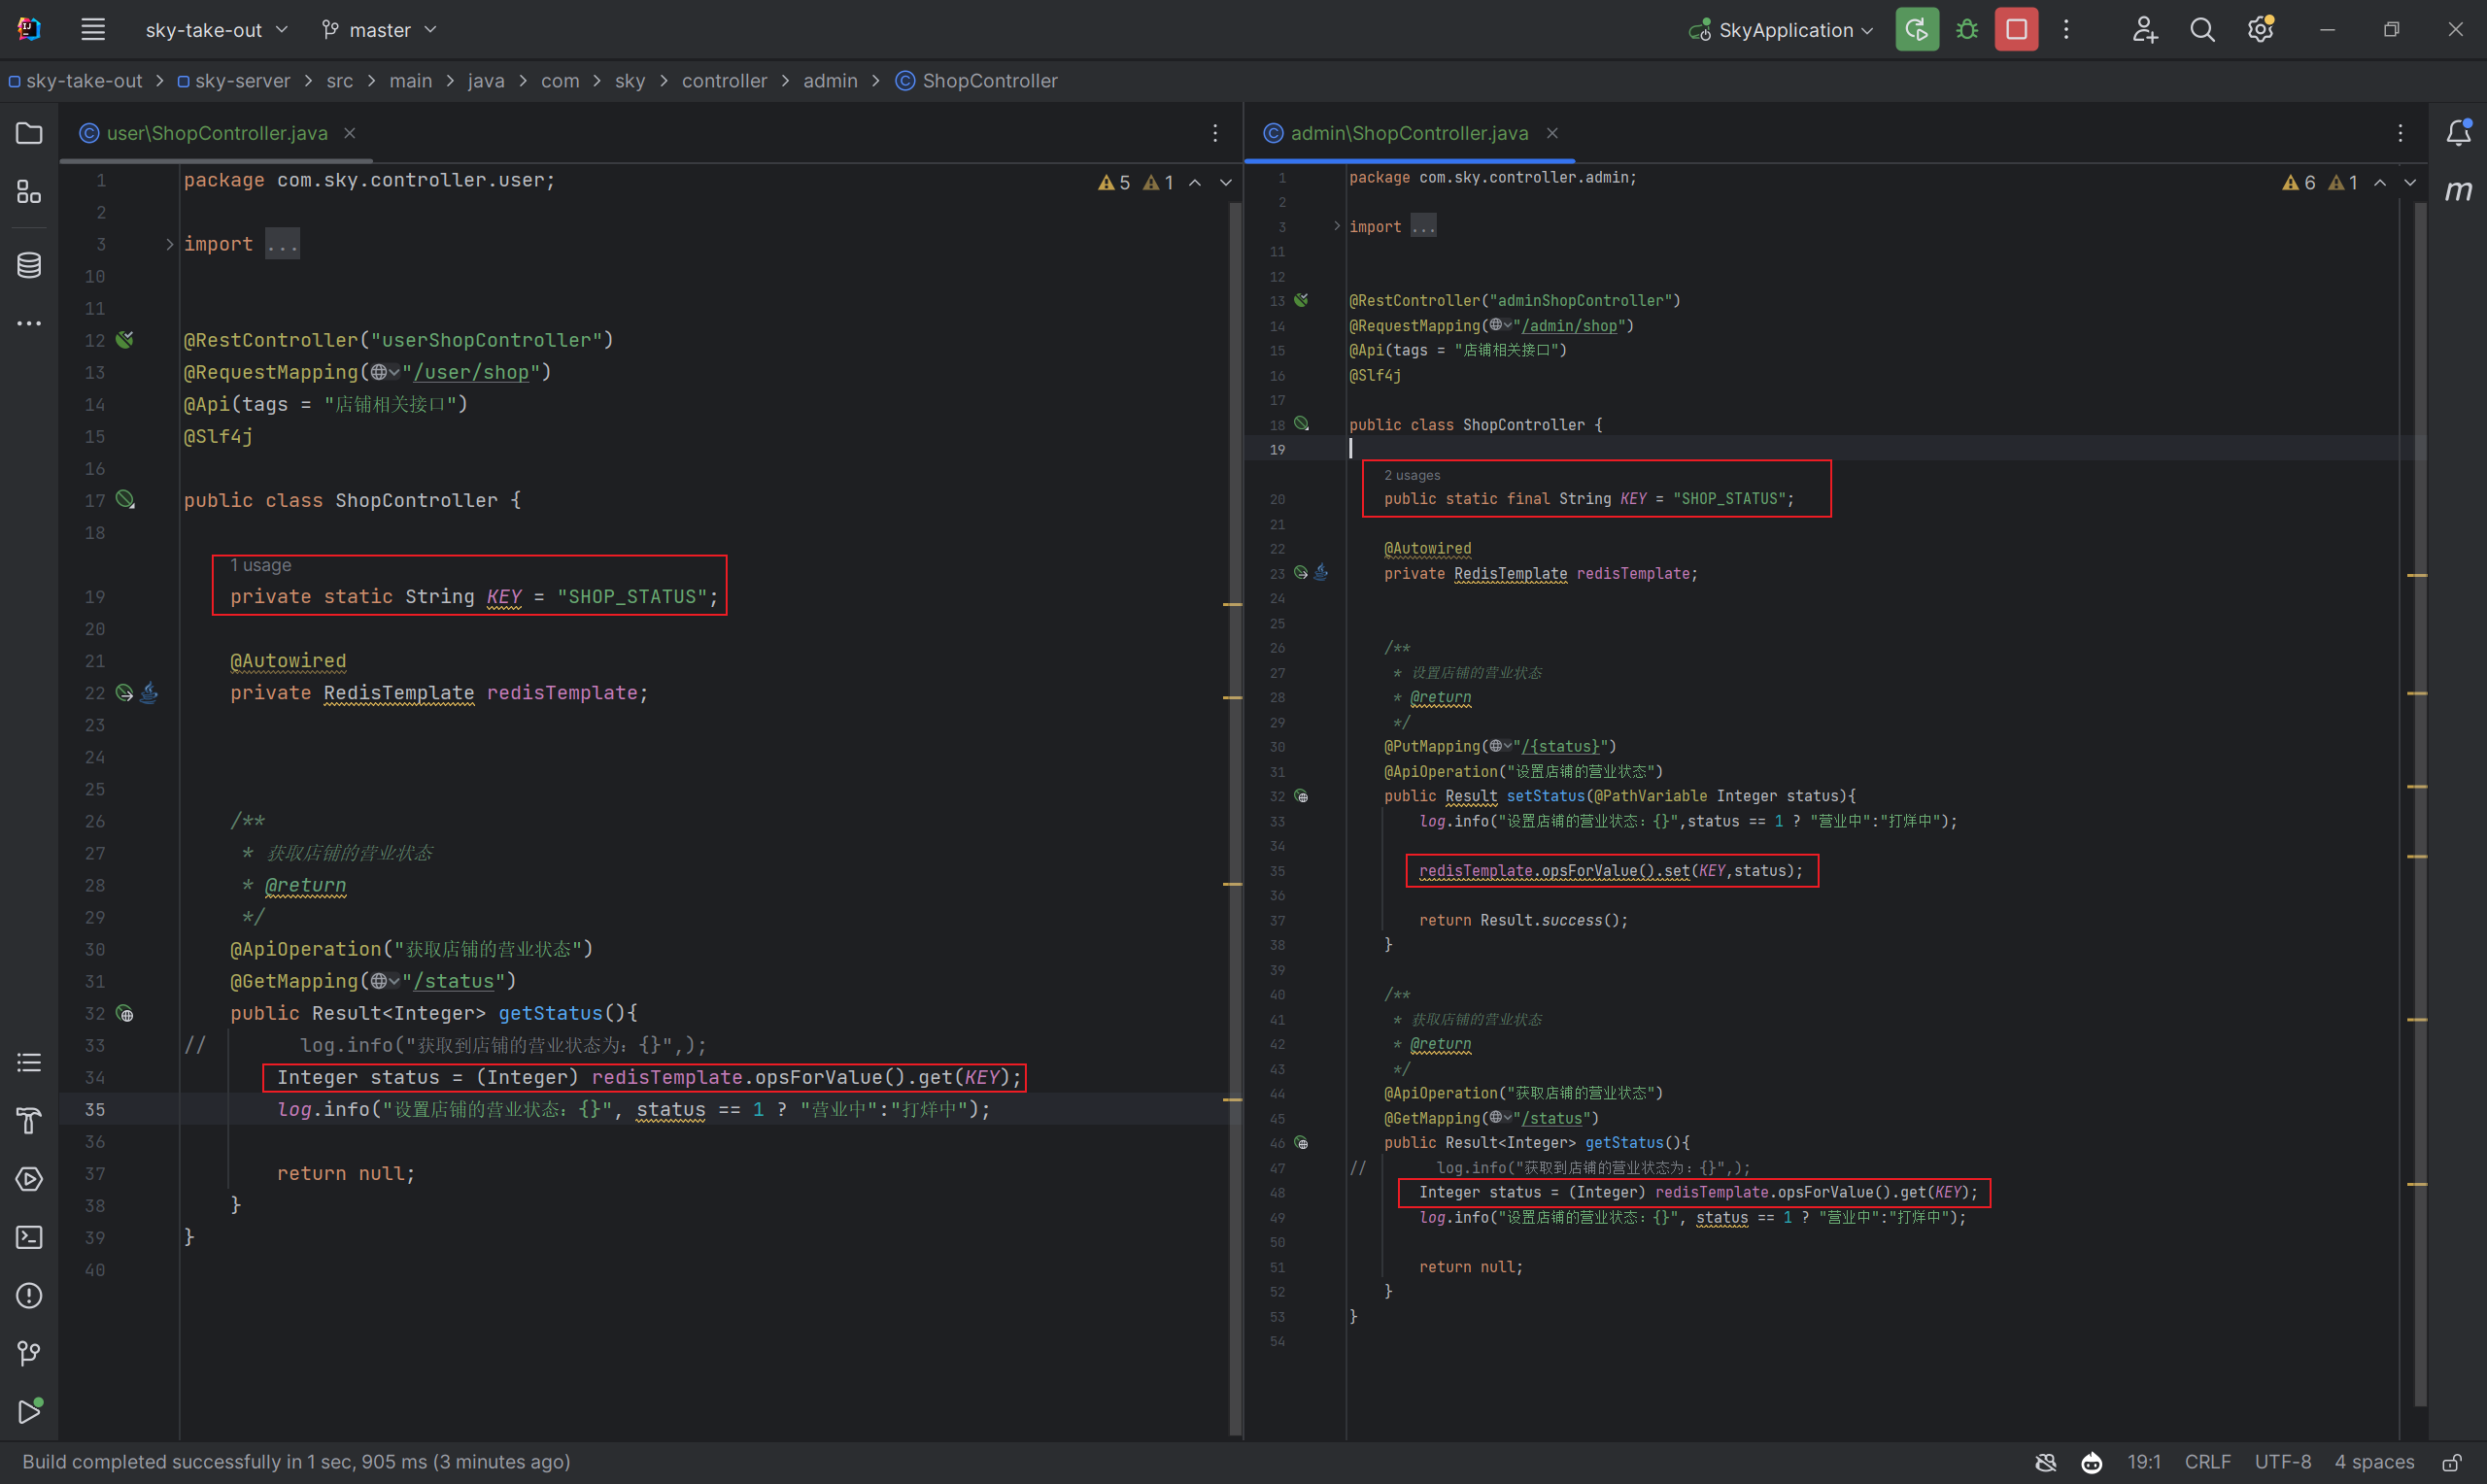 sky-take-out master SkyApplication
sky-take-out > sky-server > src > main > java > com > sky > controller > admin > ShopController
user\ShopController.java
5 1
1 package com.sky.controller.user;
2
3 import ...
10
11
12 @RestController("userShopController")
13 @RequestMapping("/user/shop")
14 @Api(tags = "店铺相关接口")
15 @Slf4j
16
17 public class ShopController {
18
1 usage
19 private static String KEY = "SHOP_STATUS";
20
21 @Autowired
22 private RedisTemplate redisTemplate;
23
24
25
26 /**
27 * 获取店铺的营业状态
28 * @return
29 */
30 @ApiOperation("获取店铺的营业状态")
31 @GetMapping("/status")
32 public Result<Integer> getStatus(){
33 // log.info("获取到店铺的营业状态为：{}",);
34 Integer status = (Integer) redisTemplate.opsForValue().get(KEY);
35 log.info("设置店铺的营业状态：{}", status == 1 ? "营业中":"打烊中");
36
37 return null;
38 }
39 }
40
admin\ShopController.java
6 1
1 package com.sky.controller.admin;
2
3 import ...
11
12
13 @RestController("adminShopController")
14 @RequestMapping("/admin/shop")
15 @Api(tags = "店铺相关接口")
16 @Slf4j
17
18 public class ShopController {
19
2 usages
20 public static final String KEY = "SHOP_STATUS";
21
22 @Autowired
23 private RedisTemplate redisTemplate;
24
25
26 /**
27 * 设置店铺的营业状态
28 * @return
29 */
30 @PutMapping("/{status}")
31 @ApiOperation("设置店铺的营业状态")
32 public Result setStatus(@PathVariable Integer status){
33 log.info("设置店铺的营业状态：{}",status == 1 ? "营业中":"打烊中");
34
35 redisTemplate.opsForValue().set(KEY,status);
36
37 return Result.success();
38 }
39
40 /**
41 * 获取店铺的营业状态
42 * @return
43 */
44 @ApiOperation("获取店铺的营业状态")
45 @GetMapping("/status")
46 public Result<Integer> getStatus(){
47 // log.info("获取到店铺的营业状态为：{}",);
48 Integer status = (Integer) redisTemplate.opsForValue().get(KEY);
49 log.info("设置店铺的营业状态：{}", status == 1 ? "营业中":"打烊中");
50
51 return null;
52 }
53 }
54
m
Build completed successfully in 1 sec, 905 ms (3 minutes ago) 19:1 CRLF UTF-8 4 spaces